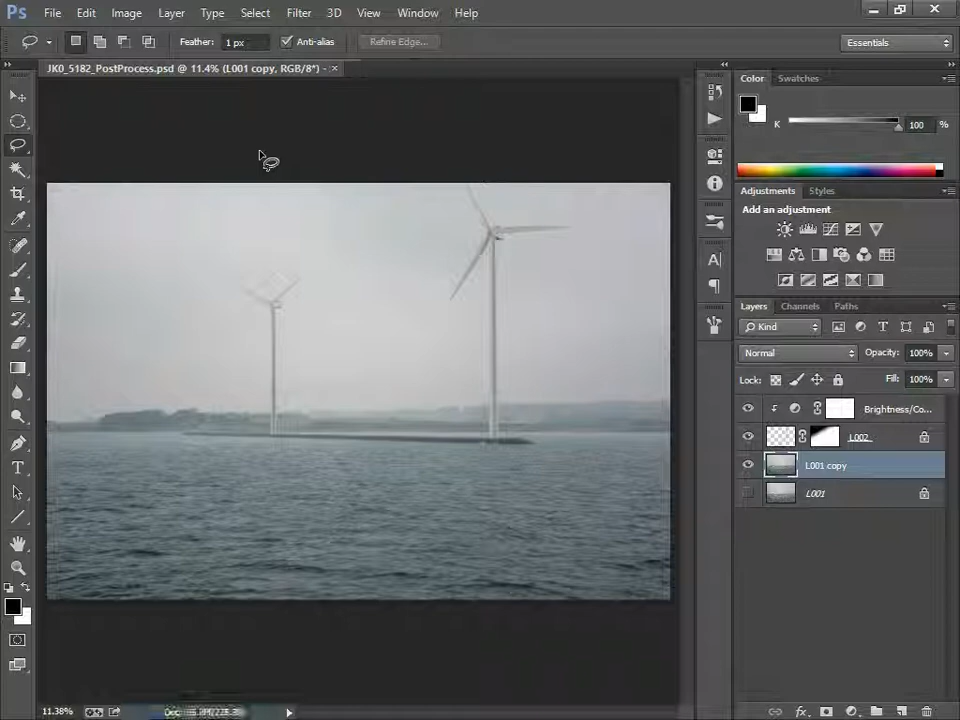 Ps File Edit Image Layer Type Select Filter 3D View Window Help
Feather: 1 px Anti-alias Refine Edge... Essentials
JK0_5182_PostProcess.psd @ 11.4% (L001 copy, RGB/8*) -
Color Swatches
K 100 %
Adjustments Styles
Add an adjustment
Layers Channels Paths
Kind
Normal Opacity: 100%
Lock: Fill: 100%
Brightness/Co...
L002
L001 copy
L001
11.38%